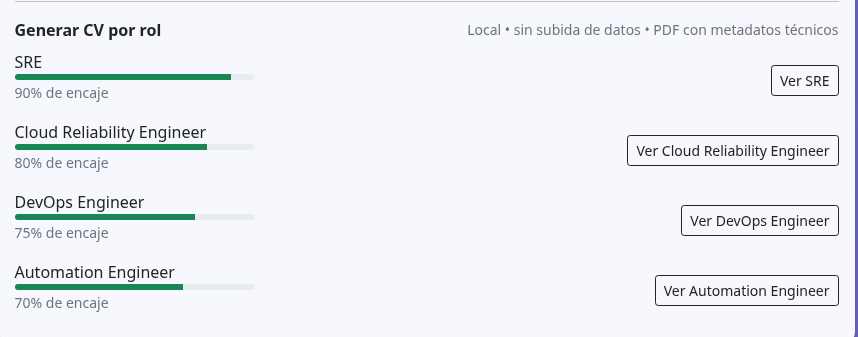 Generar CV por rol
Local • sin subida de datos • PDF con metadatos técnicos
SRE
90% de encaje
Ver SRE
Cloud Reliability Engineer
80% de encaje
Ver Cloud Reliability Engineer
DevOps Engineer
75% de encaje
Ver DevOps Engineer
Automation Engineer
70% de encaje
Ver Automation Engineer